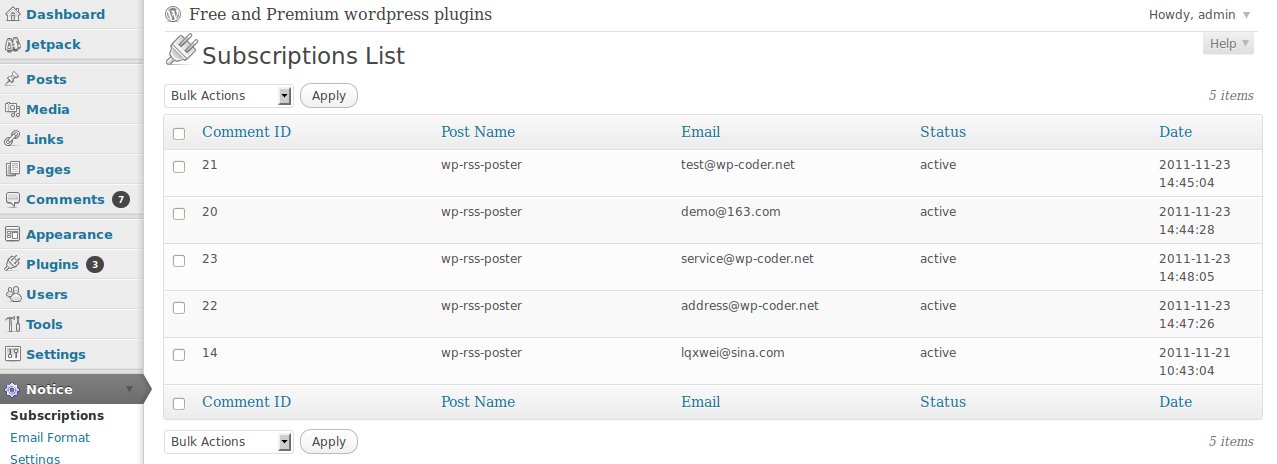 Dashboard
Jetpack
Posts
Media
Links
Pages
Comments 7
Appearance
Plugins 3
Users
Tools
Settings
Notice
Subscriptions
Email Format
Settings
Free and Premium wordpress plugins
Howdy, admin
Help
Subscriptions List
Bulk Actions Apply 5 items
Comment ID Post Name Email Status Date
21 wp-rss-poster test@wp-coder.net active 2011-11-23
14:45:04
20 wp-rss-poster demo@163.com active 2011-11-23
14:44:28
23 wp-rss-poster service@wp-coder.net active 2011-11-23
14:48:05
22 wp-rss-poster address@wp-coder.net active 2011-11-23
14:47:26
14 wp-rss-poster lqxwei@sina.com active 2011-11-21
10:43:04
Comment ID Post Name Email Status Date
Bulk Actions Apply 5 items